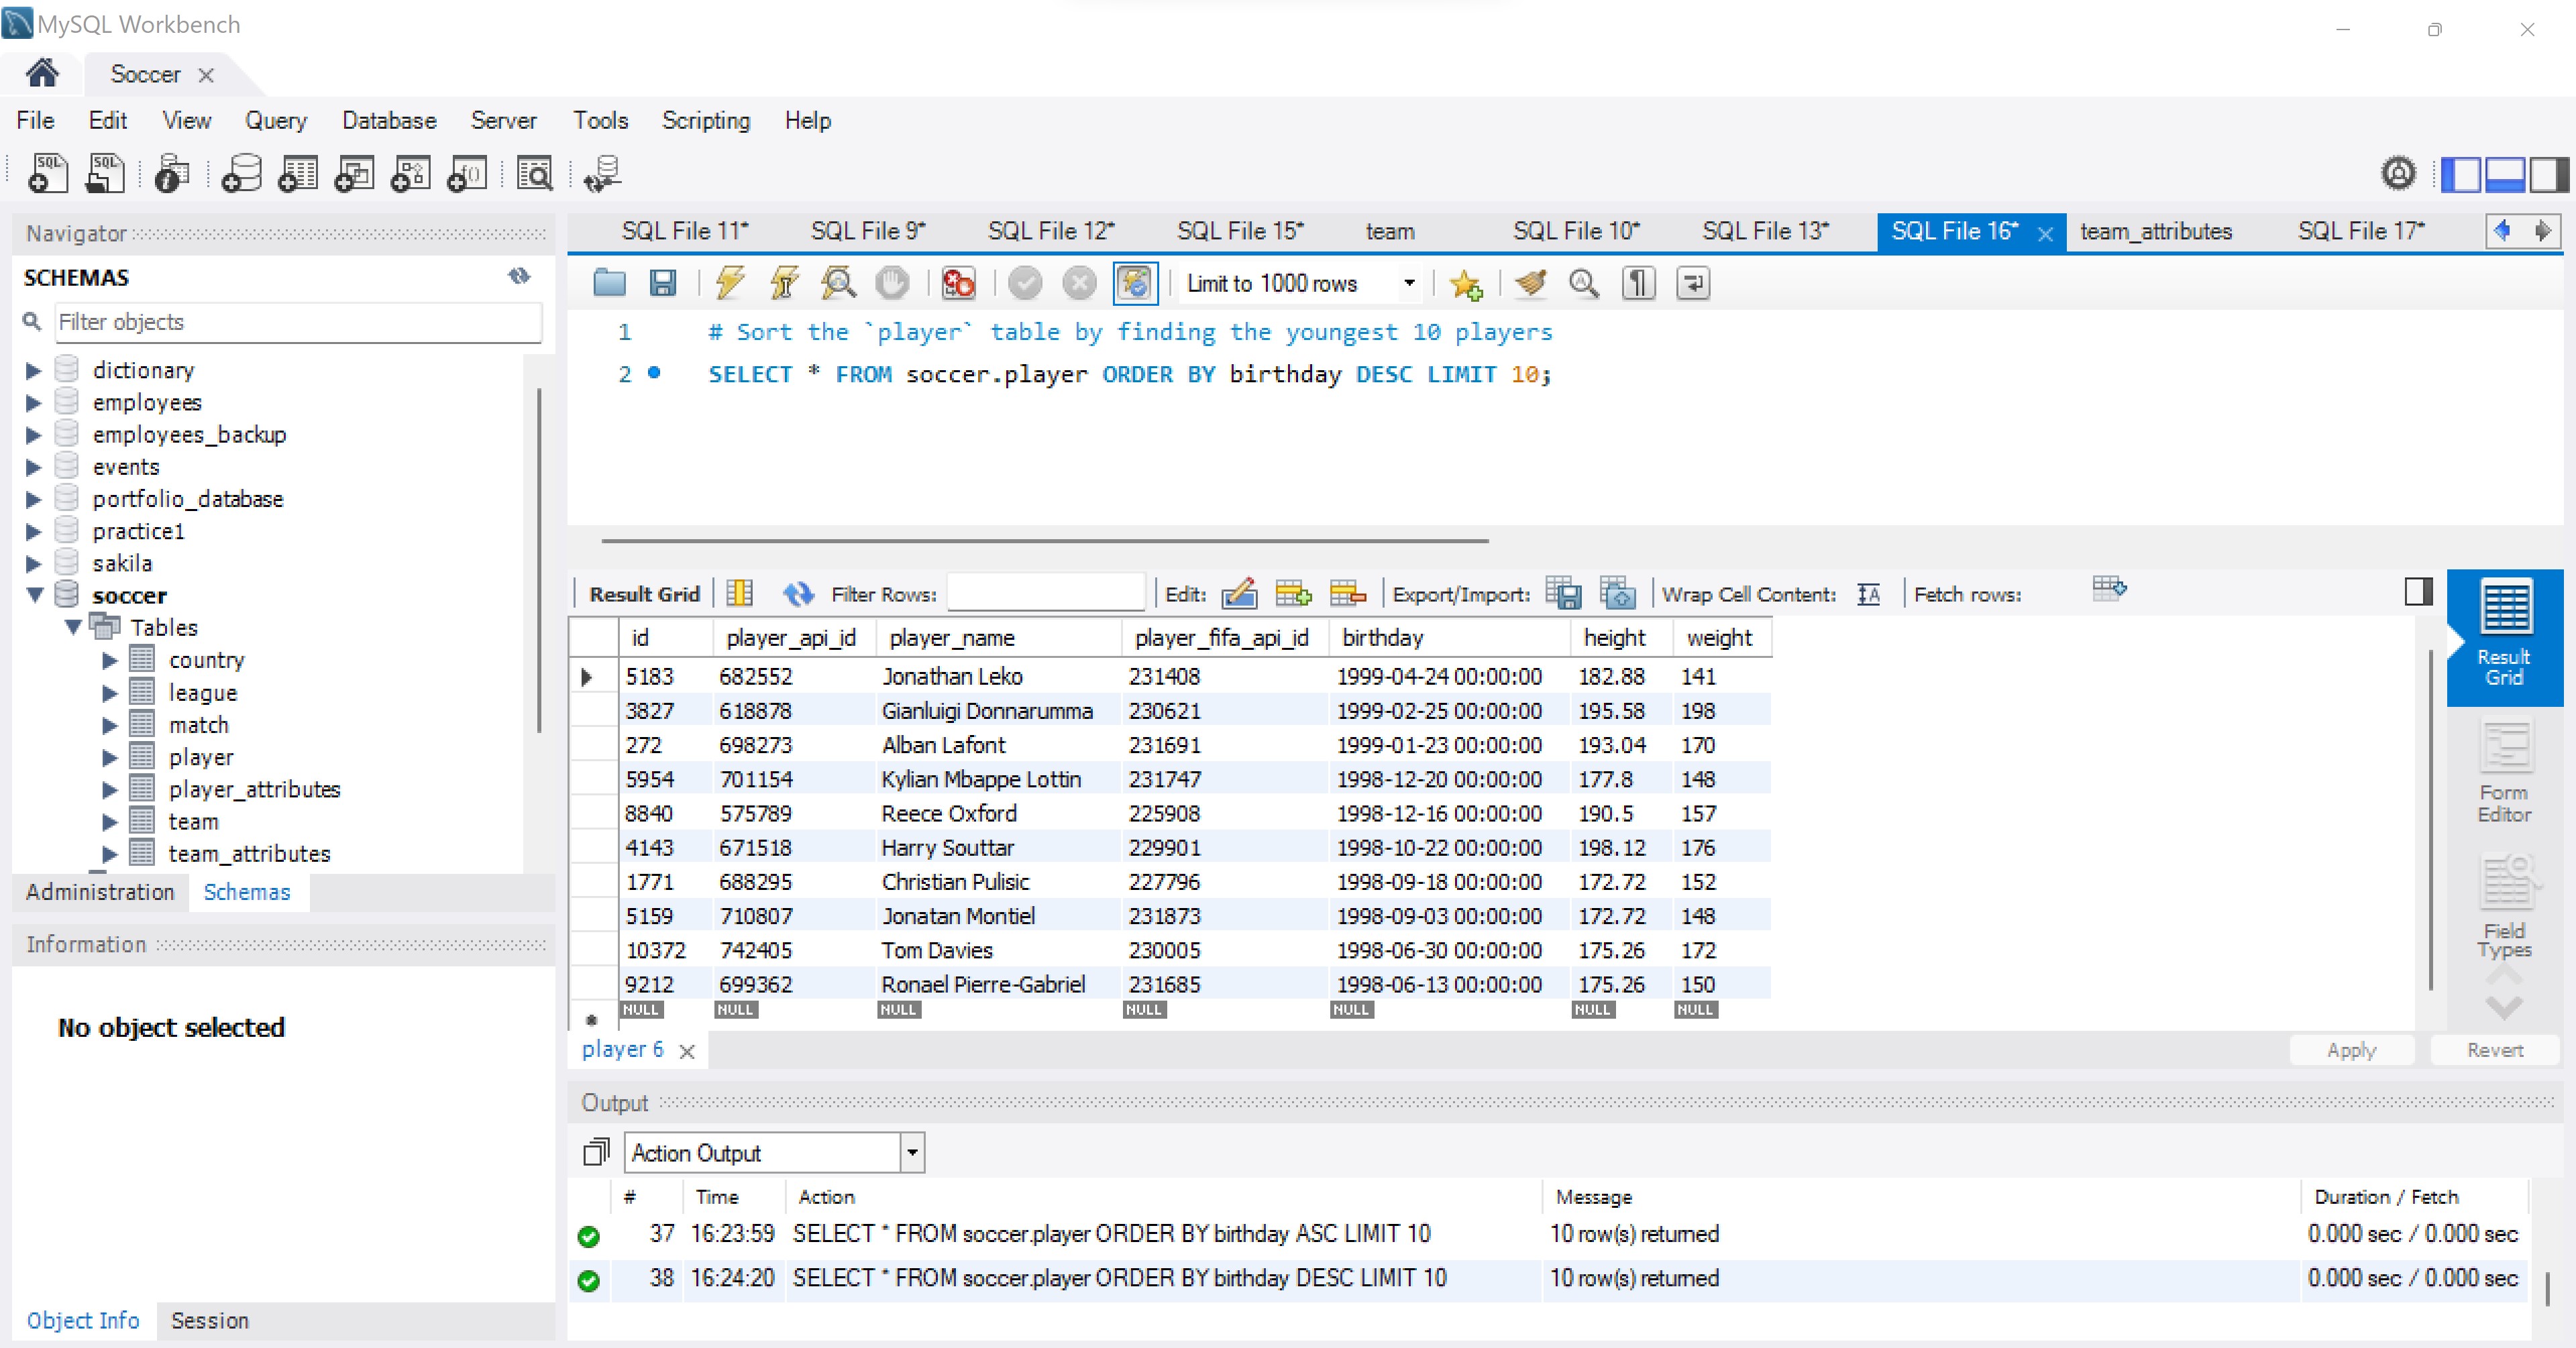 MySQL Workbench
Soccer
File Edit View Query Database Server Tools Scripting Help
Navigator
SCHEMAS
Filter objects
dictionary
employees
employees_backup
events
portfolio_database
practice1
sakila
soccer
Tables
country
league
match
player
player_attributes
team
team_attributes
Administration Schemas
Information
No object selected
Object Info Session
SQL File 11* SQL File 9* SQL File 12* SQL File 15* team SQL File 10* SQL File 13* SQL File 16* team_attributes SQL File 17*
Limit to 1000 rows
1 # Sort the `player` table by finding the youngest 10 players
2 SELECT * FROM soccer.player ORDER BY birthday DESC LIMIT 10;
Result Grid Filter Rows: Edit: Export/Import: Wrap Cell Content: Fetch rows:
id player_api_id player_name player_fifa_api_id birthday height weight
5183 682552 Jonathan Leko 231408 1999-04-24 00:00:00 182.88 141
3827 618878 Gianluigi Donnarumma 230621 1999-02-25 00:00:00 195.58 198
272 698273 Alban Lafont 231691 1999-01-23 00:00:00 193.04 170
5954 701154 Kylian Mbappe Lottin 231747 1998-12-20 00:00:00 177.8 148
8840 575789 Reece Oxford 225908 1998-12-16 00:00:00 190.5 157
4143 671518 Harry Souttar 229901 1998-10-22 00:00:00 198.12 176
1771 688295 Christian Pulisic 227796 1998-09-18 00:00:00 172.72 152
5159 710807 Jonatan Montiel 231873 1998-09-03 00:00:00 172.72 148
10372 742405 Tom Davies 230005 1998-06-30 00:00:00 175.26 172
9212 699362 Ronael Pierre-Gabriel 231685 1998-06-13 00:00:00 175.26 150
NULL NULL NULL NULL NULL NULL NULL
Result
Grid
Form
Editor
Field
Types
player 6
Apply Revert
Output
Action Output
# Time Action Message Duration / Fetch
37 16:23:59 SELECT * FROM soccer.player ORDER BY birthday ASC LIMIT 10 10 row(s) returned 0.000 sec / 0.000 sec
38 16:24:20 SELECT * FROM soccer.player ORDER BY birthday DESC LIMIT 10 10 row(s) returned 0.000 sec / 0.000 sec